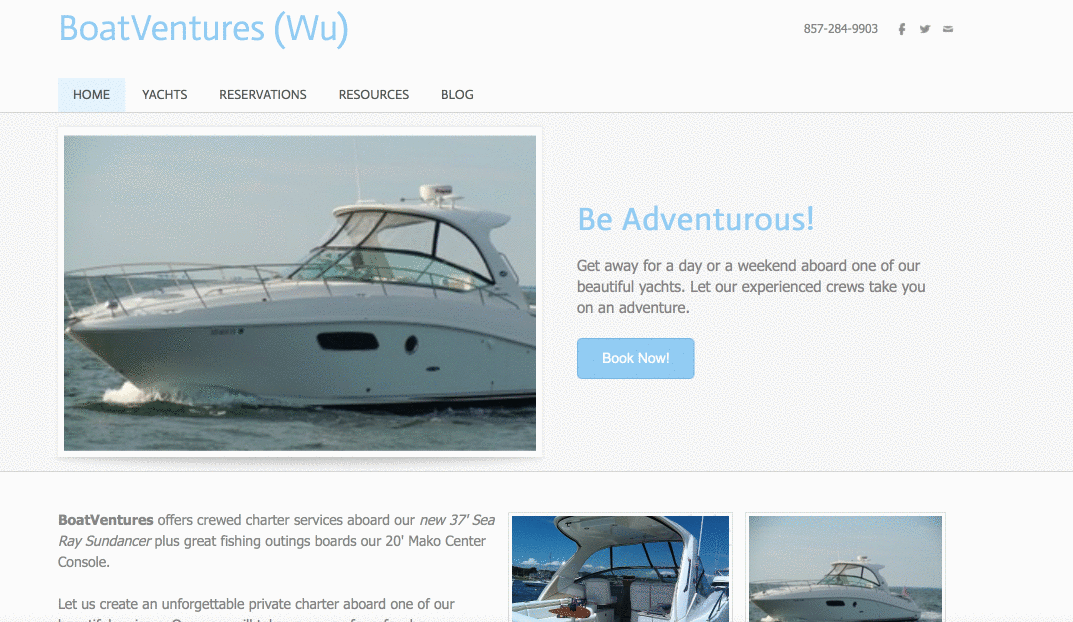 BoatVentures (Wu)
857-284-9903
HOME YACHTS RESERVATIONS RESOURCES BLOG
Be Adventurous!
Get away for a day or a weekend aboard one of our
beautiful yachts. Let our experienced crews take you
on an adventure.
Book Now!
BoatVentures offers crewed charter services aboard our new 37' Sea
Ray Sundancer plus great fishing outings boards our 20' Mako Center
Console.
Let us create an unforgettable private charter aboard one of our